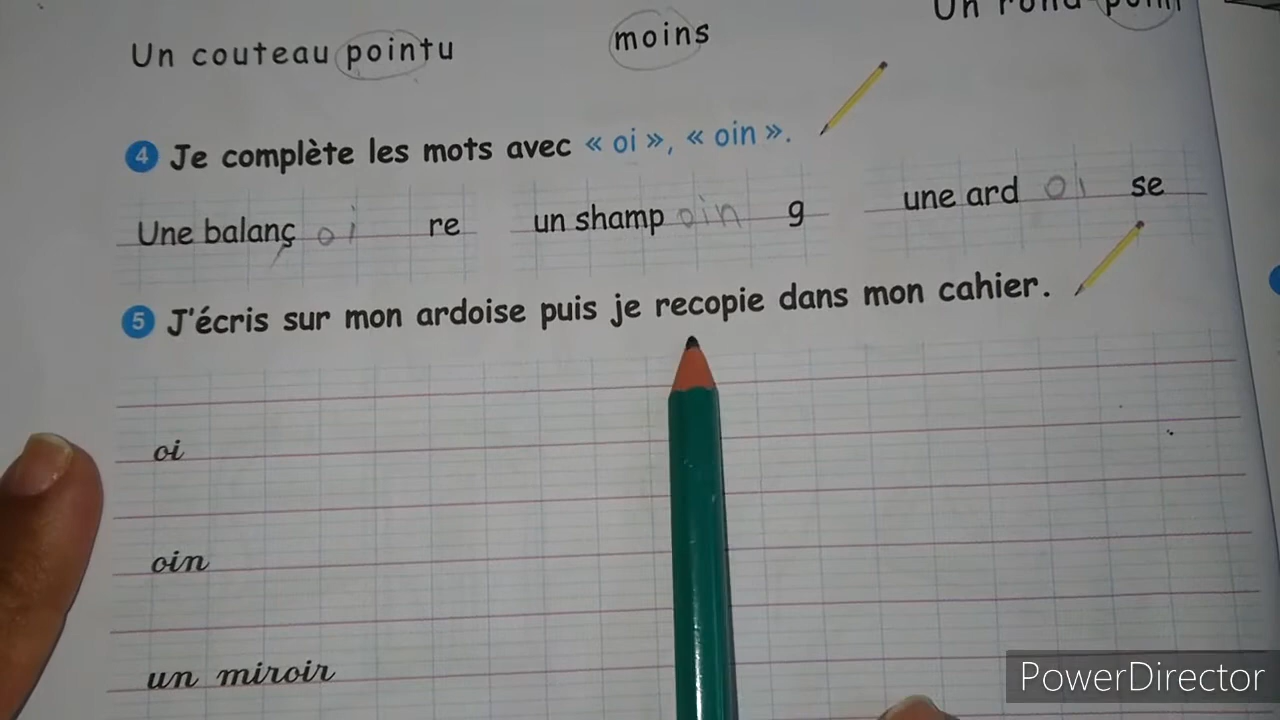 Un couteau pointu moins Un rond point
4 Je complète les mots avec « oi », « oin ».
Une balanç oi re un shamp oin g une ard oi se
5 J'écris sur mon ardoise puis je recopie dans mon cahier.
oi
oin
un miroir
PowerDirector